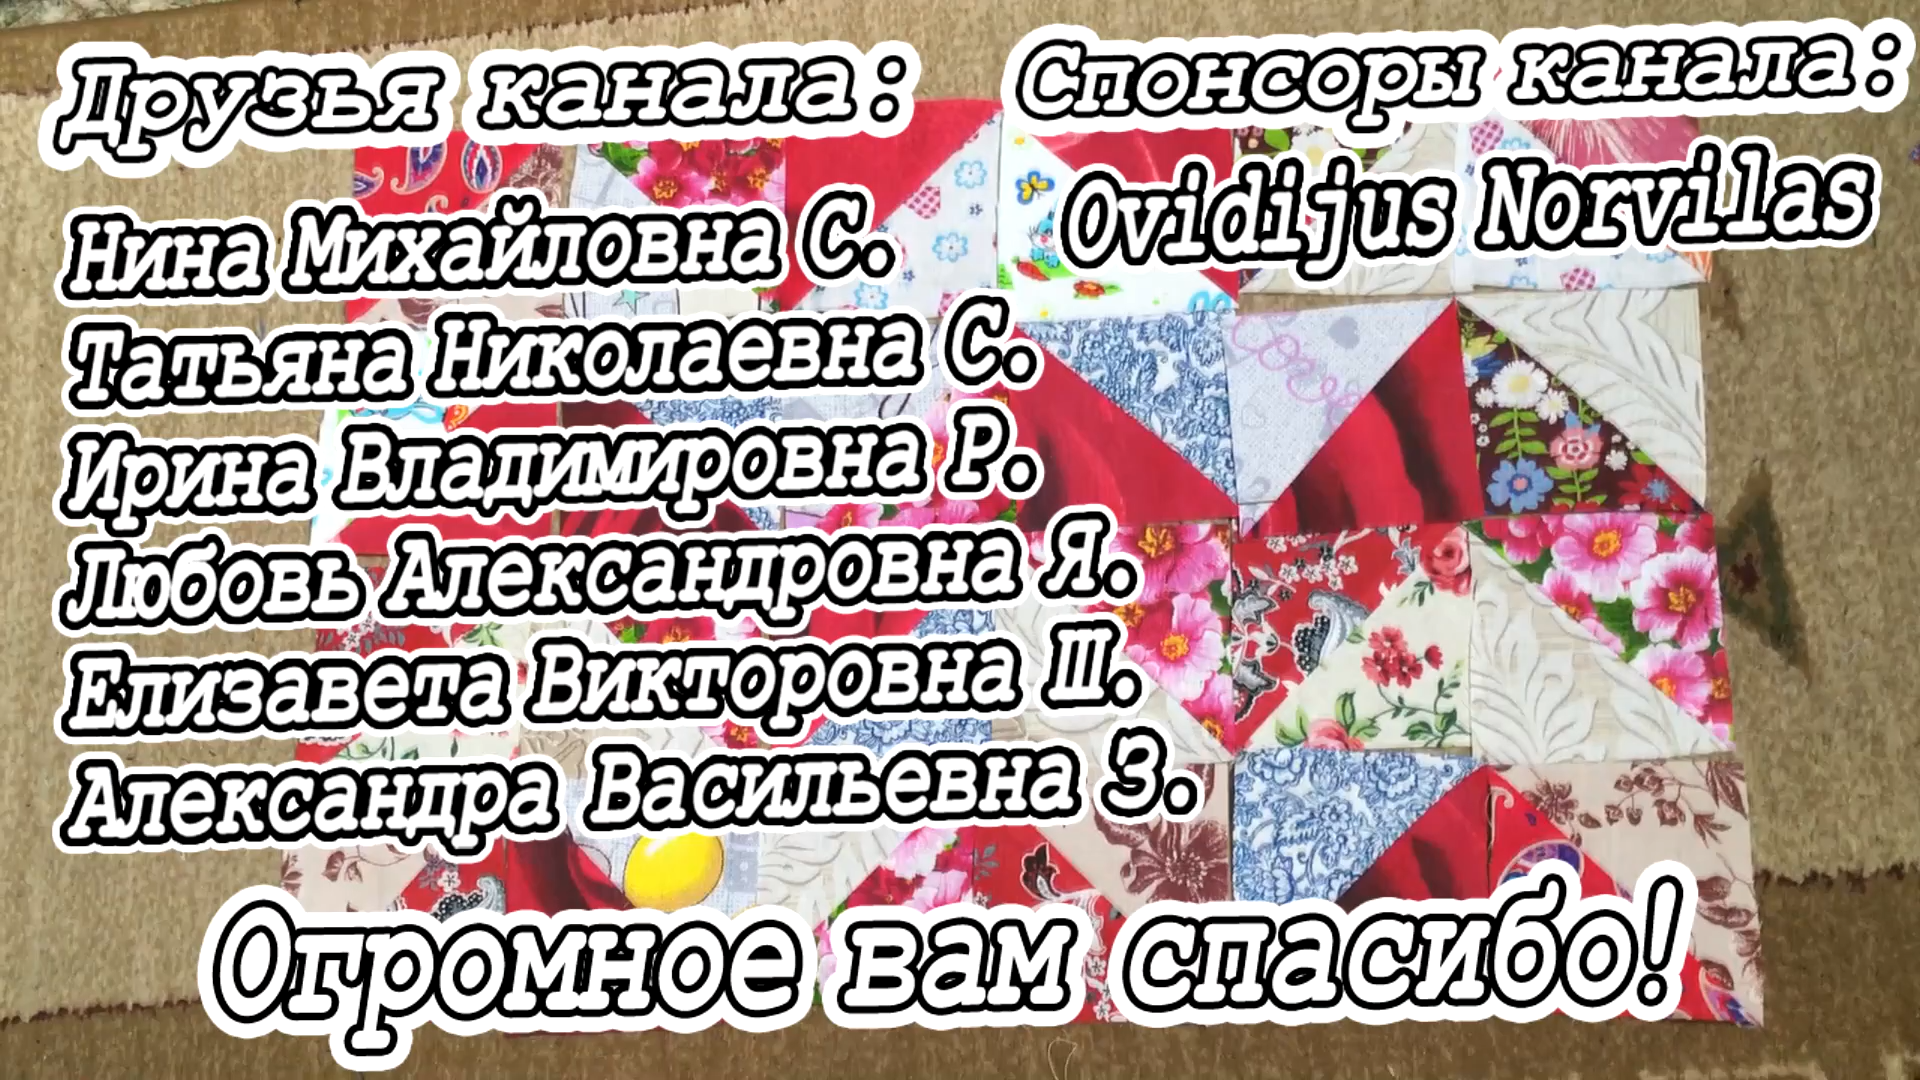 Друзья канала:
Нина Михайловна С.
Татьяна Николаевна С.
Ирина Владимировна Р.
Любовь Александровна Я.
Елизавета Викторовна Ш.
Александра Васильевна З.
Спонсоры канала:
Ovidijus Norvilas
Огромное вам спасибо!